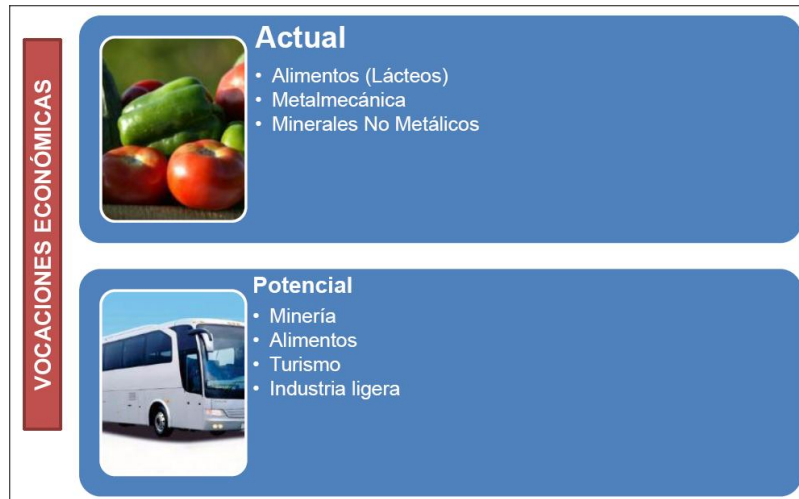 VOCACIONES ECONÓMICAS
Actual
• Alimentos (Lácteos)
• Metalmecánica
• Minerales No Metálicos
Potencial
• Minería
• Alimentos
• Turismo
• Industria ligera